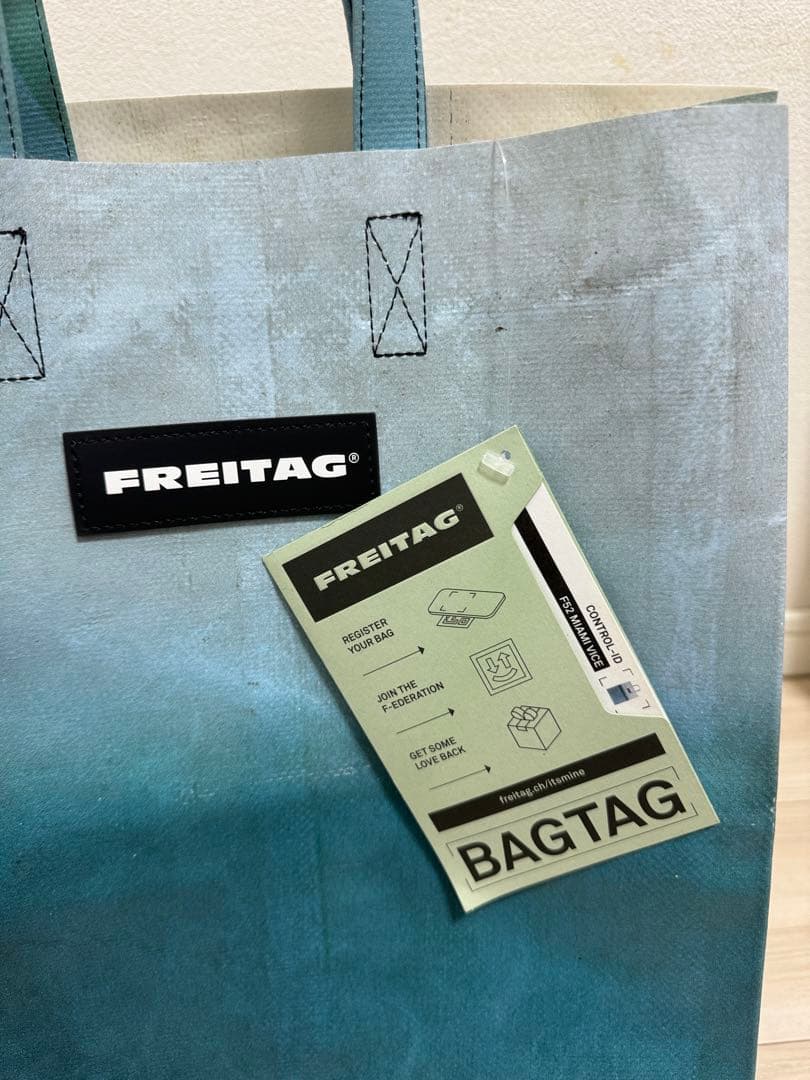 FREITAG®
FREITAG®
REGISTER
YOUR BAG
JOIN THE
F-EDERATION
GET SOME
LOVE BACK
CONTROL-ID
F52 MIAMI VICE
freitag.ch/itsmine
BAGTAG